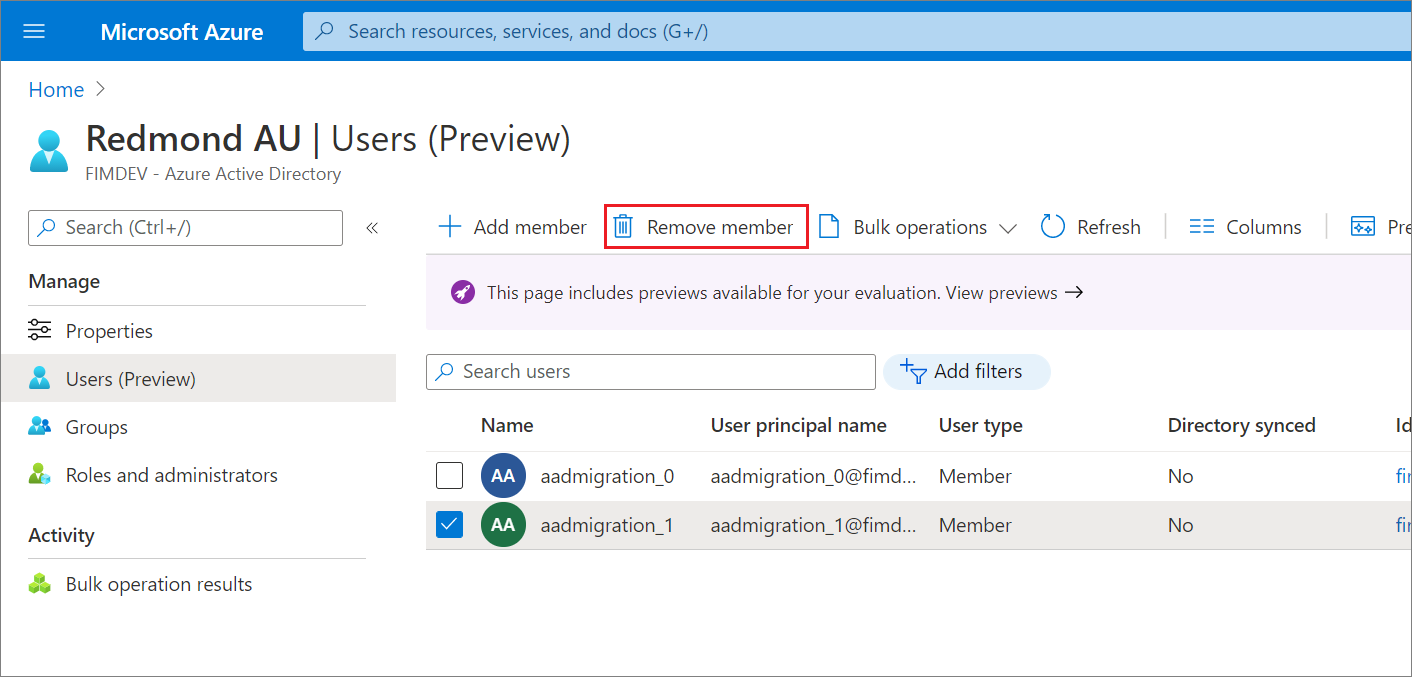 Microsoft Azure
Search resources, services, and docs (G+/)
Home
Redmond AU | Users (Preview)
FIMDEV - Azure Active Directory
Search (Ctrl+/)
«
Add member
Remove member
Bulk operations
Refresh
Columns
Pre
This page includes previews available for your evaluation. View previews →
Manage
Properties
Users (Preview)
Groups
Roles and administrators
Activity
Bulk operation results
Search users
Add filters
Name User principal name User type Directory synced Id
AA aadmigration_0 aadmigration_0@fimd... Member No
AA aadmigration_1 aadmigration_1@fimd... Member No